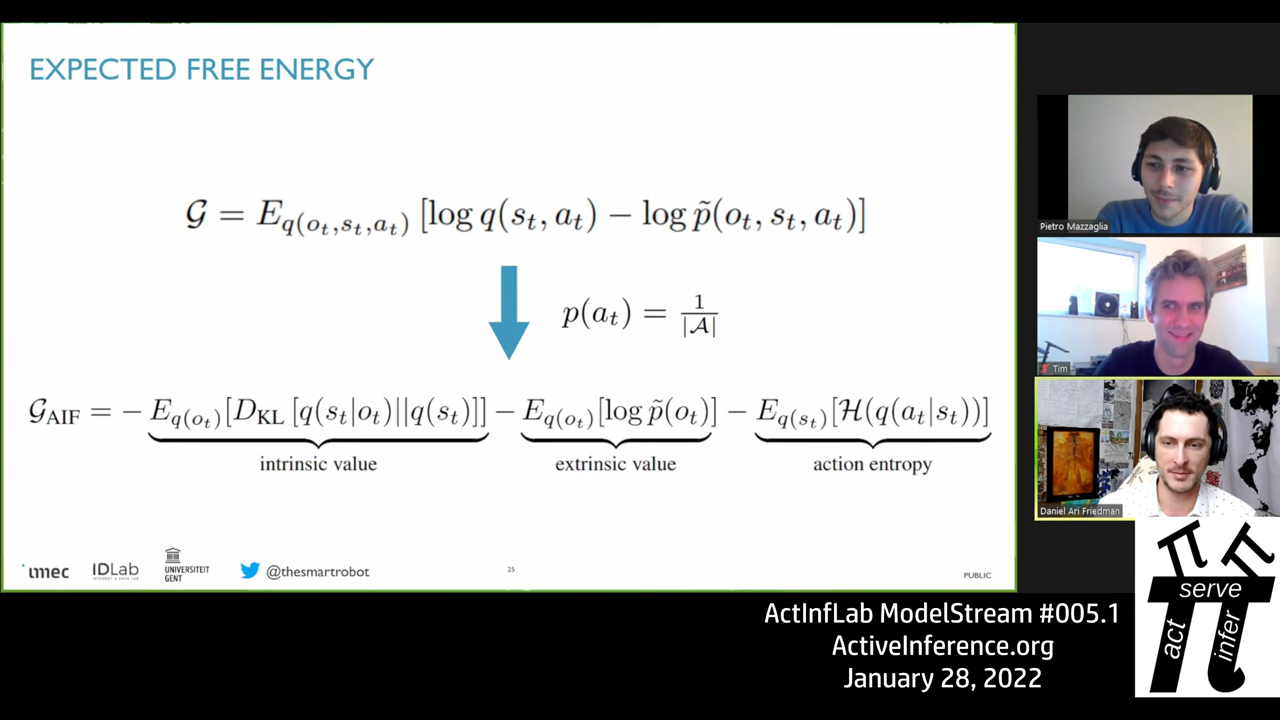 EXPECTED FREE ENERGY
𝒢 = E_{q(o_t,s_t,a_t)} [log q(s_t, a_t) − log p̃(o_t, s_t, a_t)]
p(a_t) = 1/|𝒜|
𝒢_AIF = − E_{q(o_t)}[D_KL [q(s_t|o_t)||q(s_t)]] − E_{q(o_t)}[log p̃(o_t)] − E_{q(s_t)}[ℋ(q(a_t|s_t))]
intrinsic value extrinsic value action entropy
imec IDLab UNIVERSITEIT GENT @thesmartrobot 25 PUBLIC
INTERNET & DATA LAB
Pietro Mazzaglia
Tim
Daniel Ari Friedman
ActInfLab ModelStream #005.1
ActiveInference.org
January 28, 2022
act
serve
infer